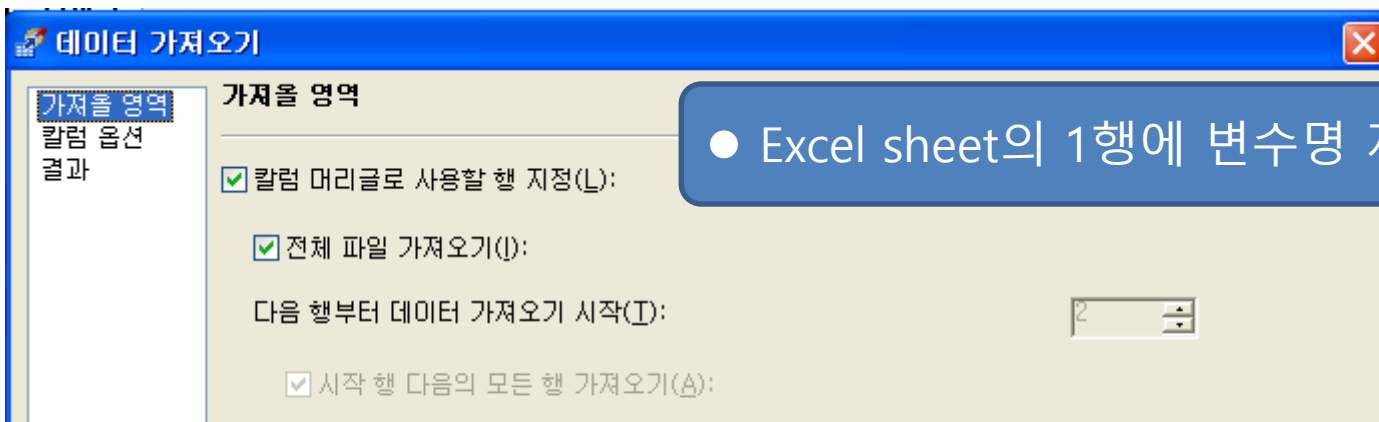 데이터 가져오기
가져올 영역
칼럼 옵션
결과
가져올 영역
● Excel sheet의 1행에 변수명
칼럼 머리글로 사용할 행 지정(L):
전체 파일 가져오기(I):
다음 행부터 데이터 가져오기 시작(T):
2
시작 행 다음의 모든 행 가져오기(A):